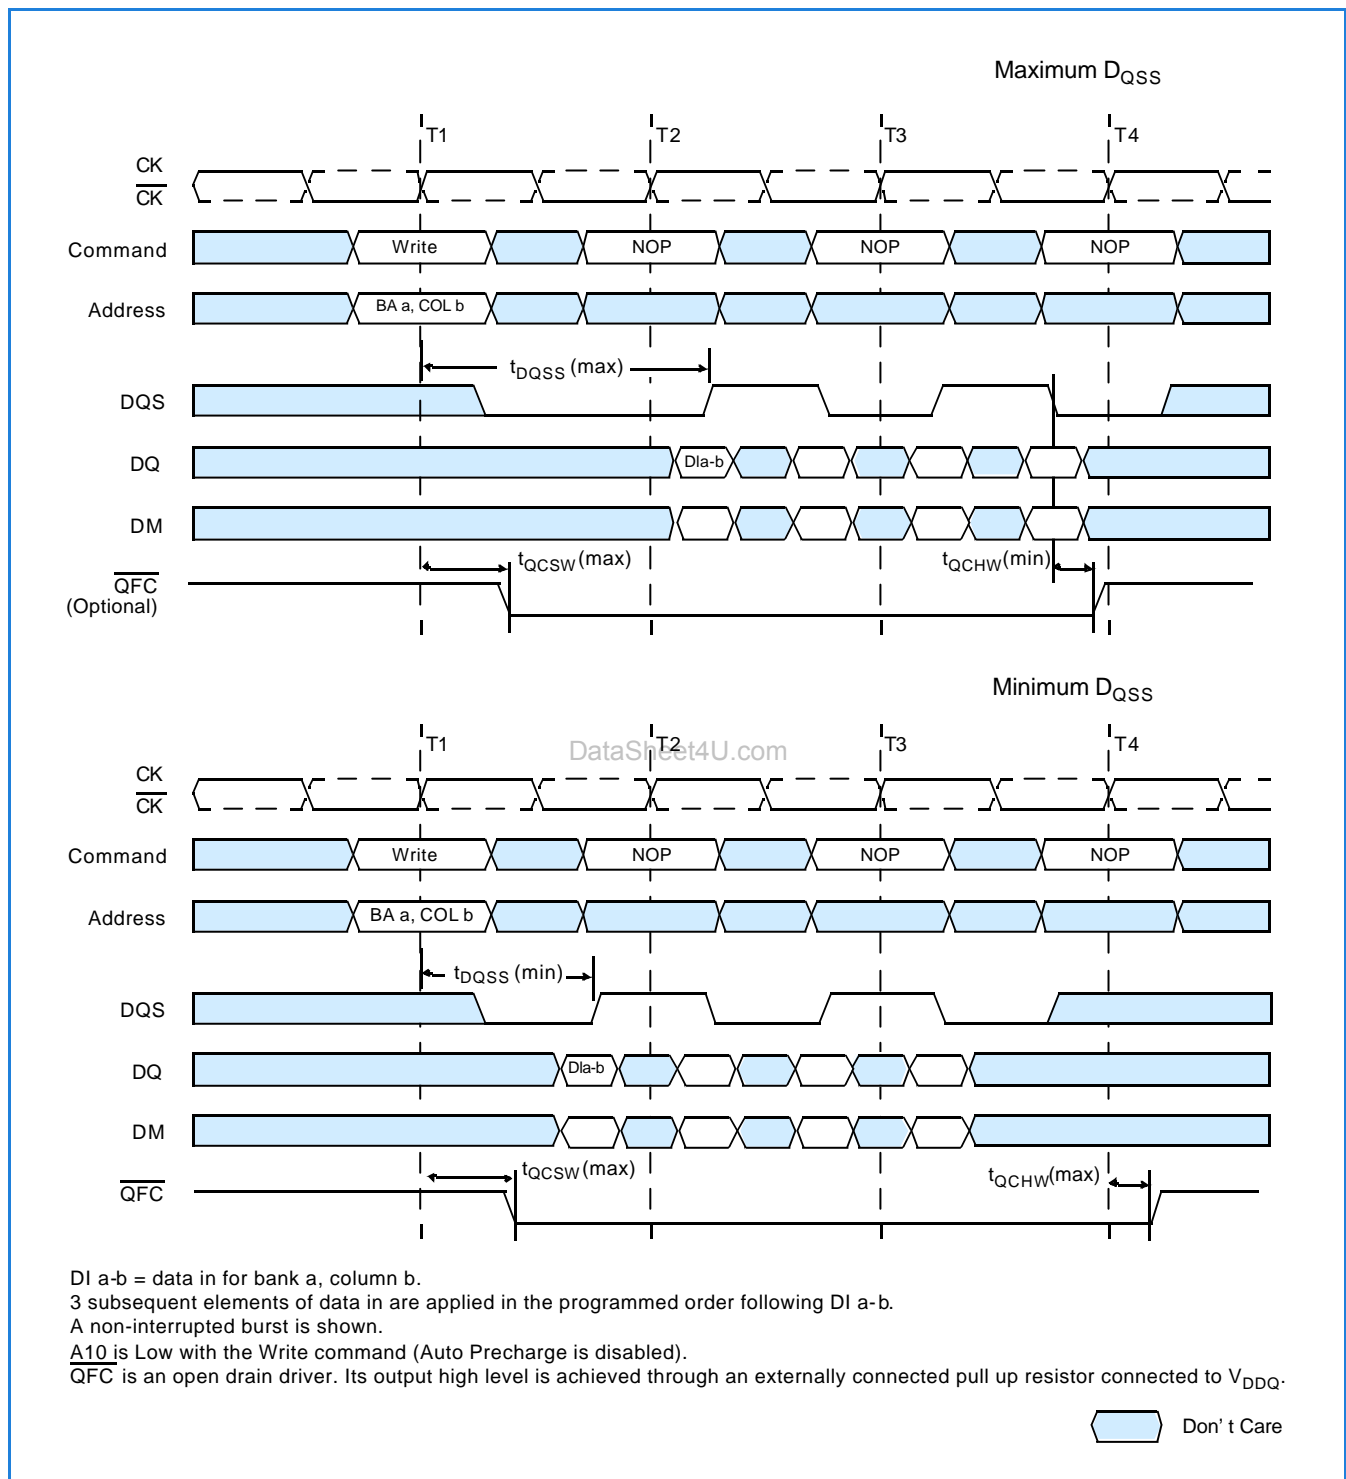 Maximum DQSS
T1 T2 T3 T4
CK
CK
Command Write NOP NOP NOP
Address BA a, COL b
tDQSS (max)
DQS
DQ DIa-b
DM
tQCSW(max) tQCHW(min)
QFC
(Optional)
Minimum DQSS
T1 T2 T3 T4
DataSheet4U.com
CK
CK
Command Write NOP NOP NOP
Address BA a, COL b
tDQSS (min)
DQS
DQ DIa-b
DM
tQCSW(max) tQCHW(max)
QFC
DI a-b = data in for bank a, column b.
3 subsequent elements of data in are applied in the programmed order following DI a-b.
A non-interrupted burst is shown.
A10 is Low with the Write command (Auto Precharge is disabled).
QFC is an open drain driver. Its output high level is achieved through an externally connected pull up resistor connected to VDDQ.
Don' t Care